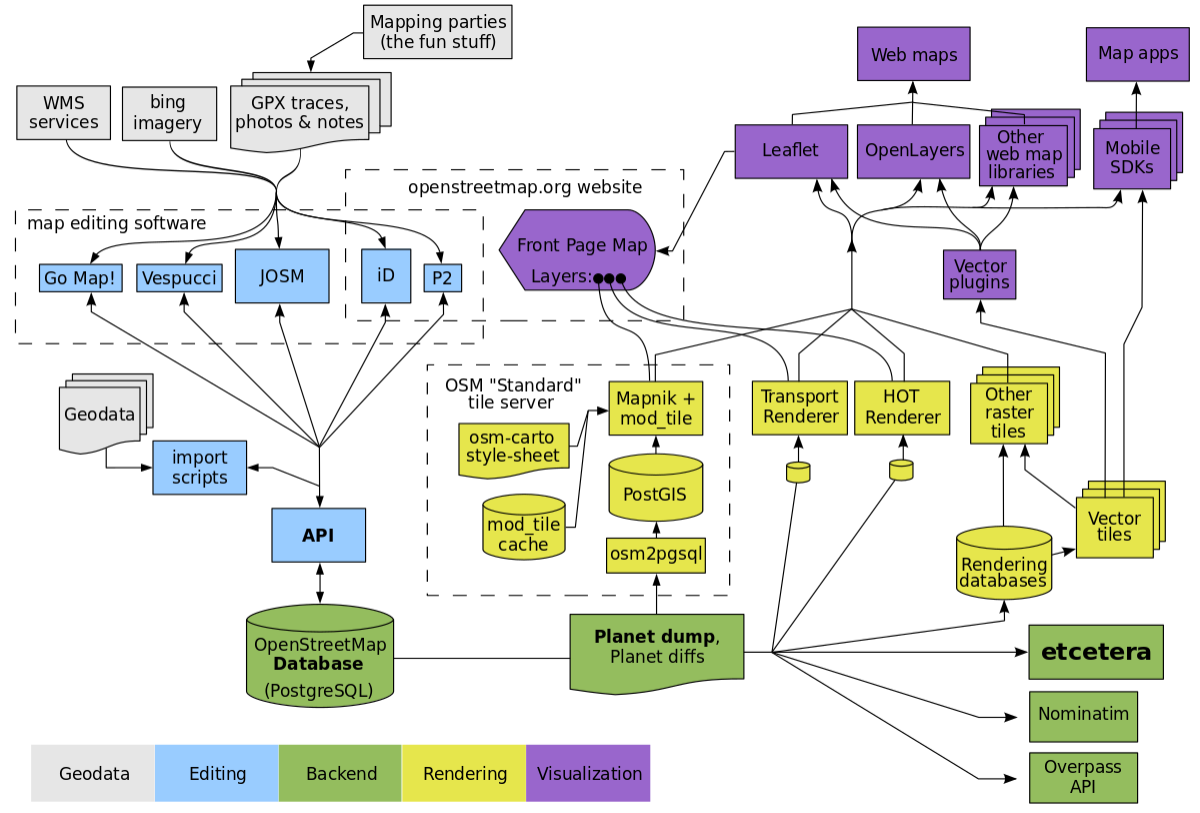 Mapping parties
(the fun stuff)
WMS
services
bing
imagery
GPX traces,
photos & notes
Web maps
Map apps
Leaflet
OpenLayers
Other
web map
libraries
Mobile
SDKs
openstreetmap.org website
map editing software
Front Page Map
Layers:
Go Map!
Vespucci
JOSM
iD
P2
Vector
plugins
Geodata
import
scripts
API
OSM "Standard"
tile server
osm-carto
style-sheet
mod_tile
cache
Mapnik +
mod_tile
PostGIS
osm2pgsql
Transport
Renderer
HOT
Renderer
Other
raster
tiles
Vector
tiles
Rendering
databases
OpenStreetMap
Database
(PostgreSQL)
Planet dump,
Planet diffs
etcetera
Nominatim
Overpass
API
Geodata
Editing
Backend
Rendering
Visualization